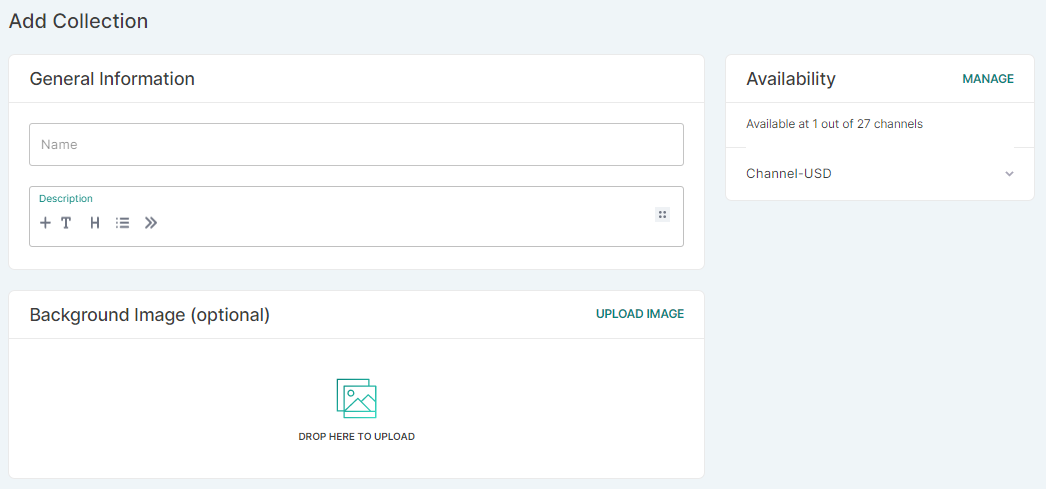 Add Collection
General Information
Name
Description
T H
Background Image (optional)
UPLOAD IMAGE
DROP HERE TO UPLOAD
Availability
MANAGE
Available at 1 out of 27 channels
Channel-USD